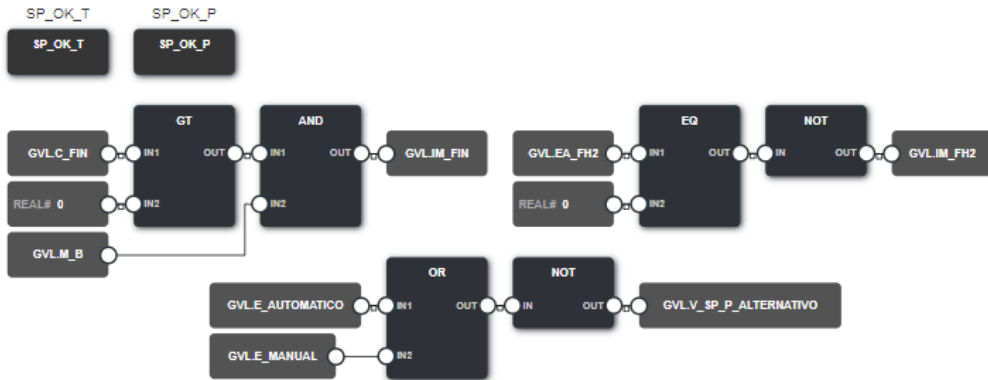 SP_OK_T SP_OK_P
SP_OK_T SP_OK_P
GT AND EQ NOT
GVL.C_FIN IN1 OUT IN1 OUT GVL.IM_FIN GVL.EA_FH2 IN1 OUT IN OUT GVL.IM_FH2
REAL# 0 IN2 IN2 REAL# 0 IN2
GVL.M_B
OR NOT
GVL.E_AUTOMATICO IN1 OUT IN OUT GVL.V_SP_P_ALTERNATIVO
GVL.E_MANUAL IN2